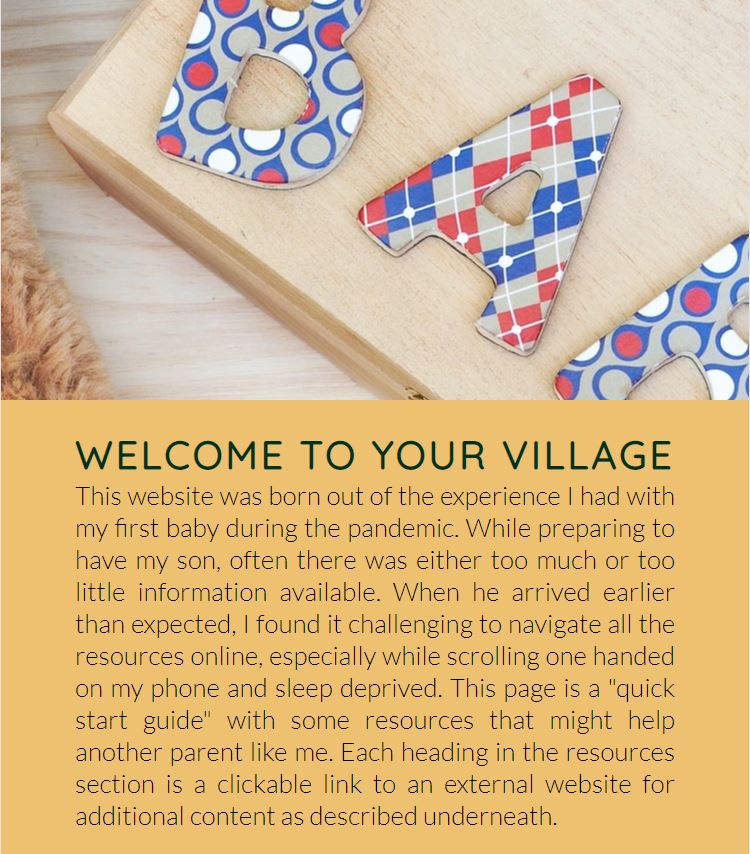 B A B
WELCOME TO YOUR VILLAGE
This website was born out of the experience I had with
my first baby during the pandemic. While preparing to
have my son, often there was either too much or too
little information available. When he arrived earlier
than expected, I found it challenging to navigate all the
resources online, especially while scrolling one handed
on my phone and sleep deprived. This page is a "quick
start guide" with some resources that might help
another parent like me. Each heading in the resources
section is a clickable link to an external website for
additional content as described underneath.